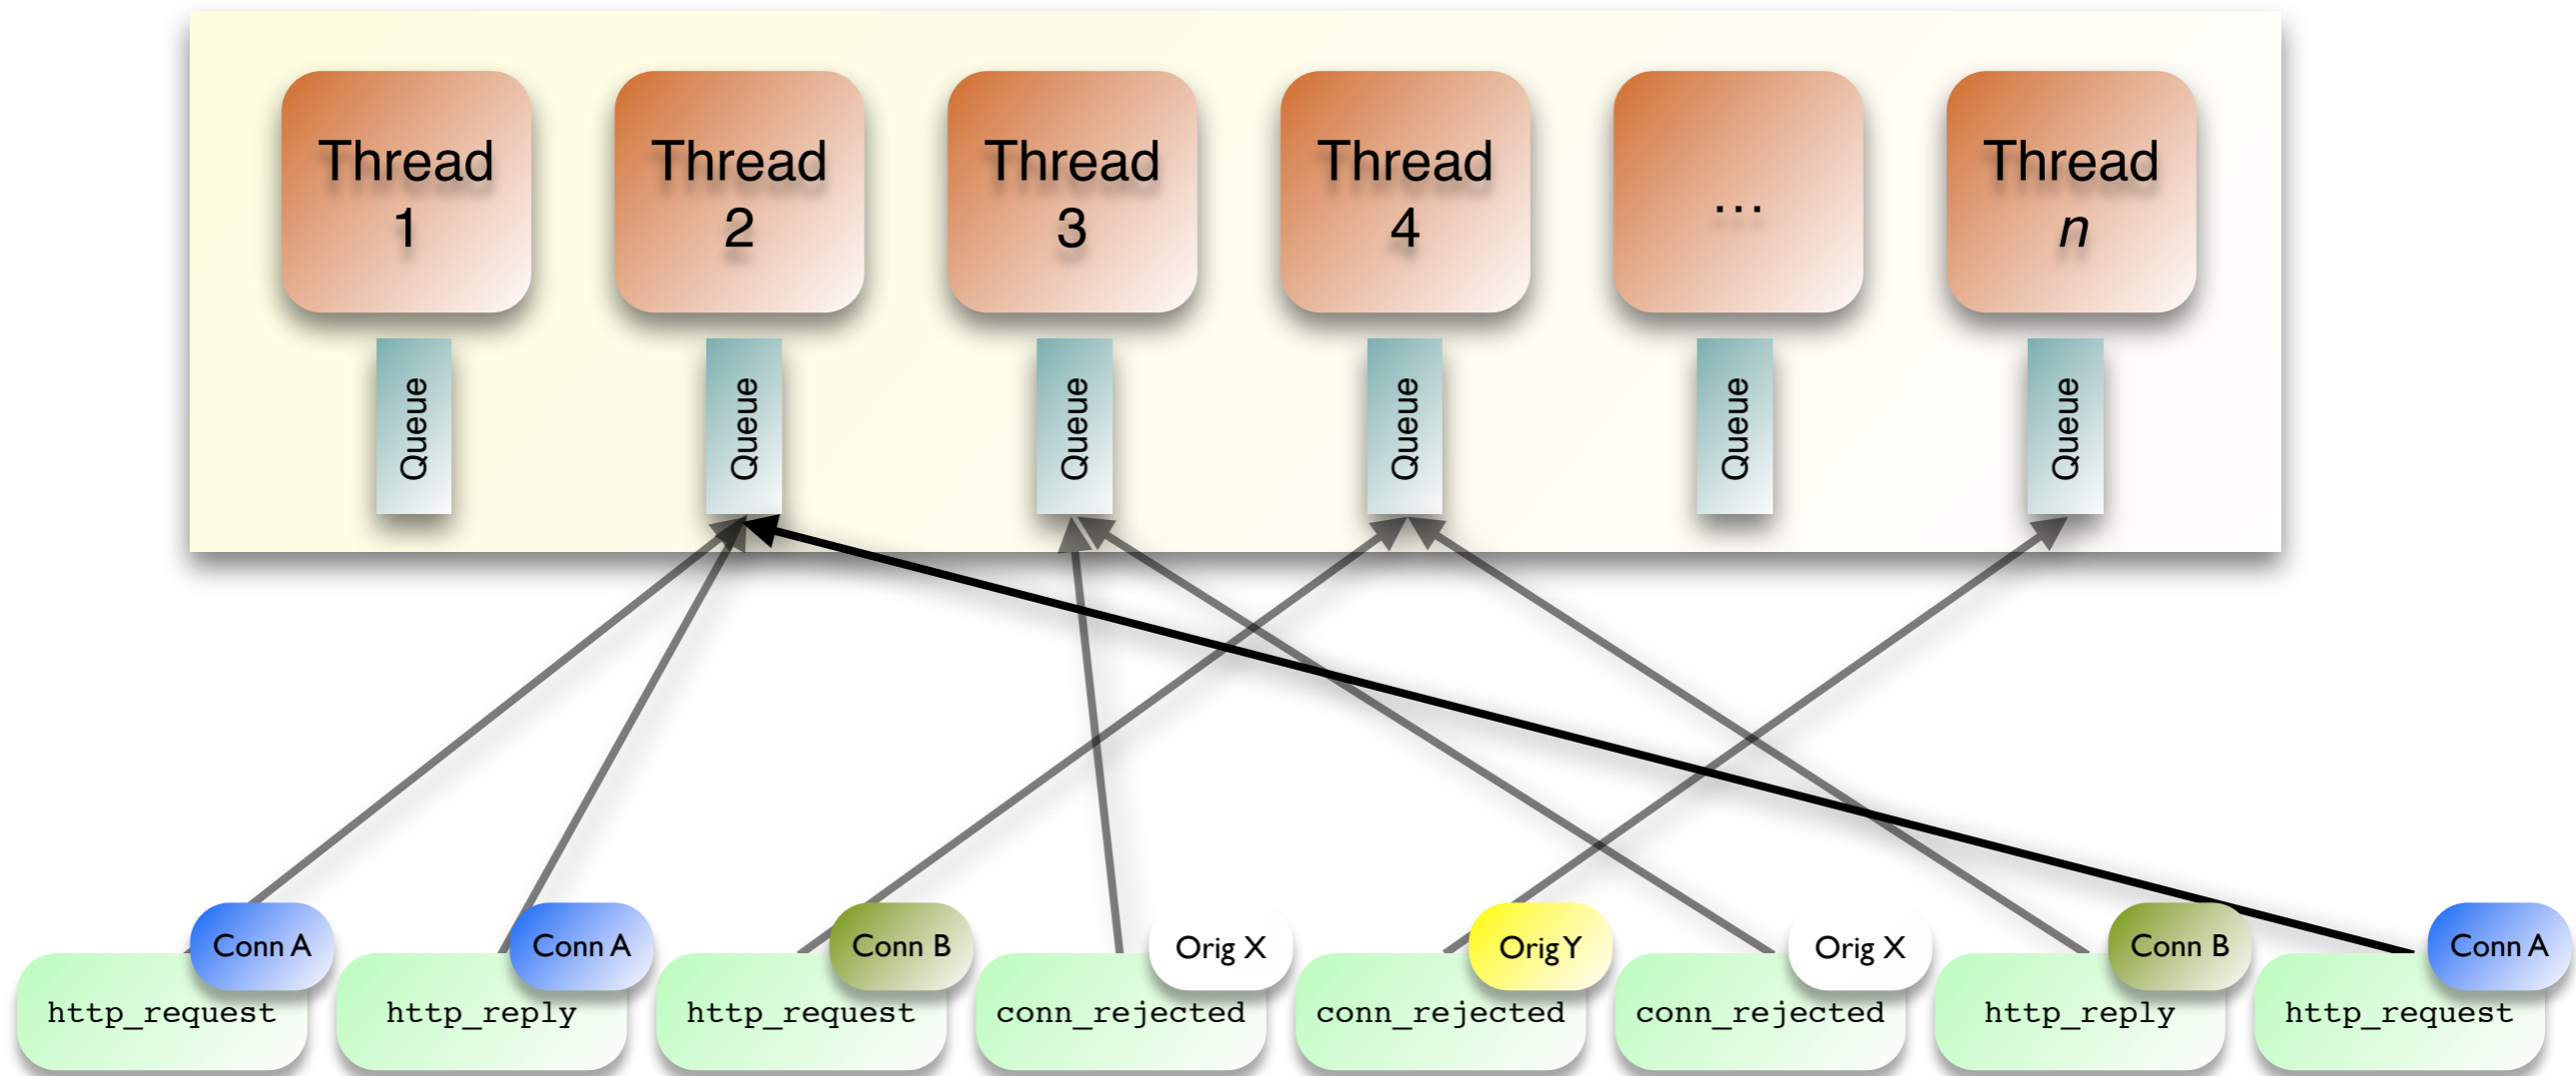 Thread
1
Thread
2
Thread
3
Thread
4
...
Thread
n
Queue
Queue
Queue
Queue
Queue
Queue
Conn A
http_request
Conn A
http_reply
Conn B
http_request
Orig X
conn_rejected
Orig Y
conn_rejected
Orig X
conn_rejected
Conn B
http_reply
Conn A
http_request